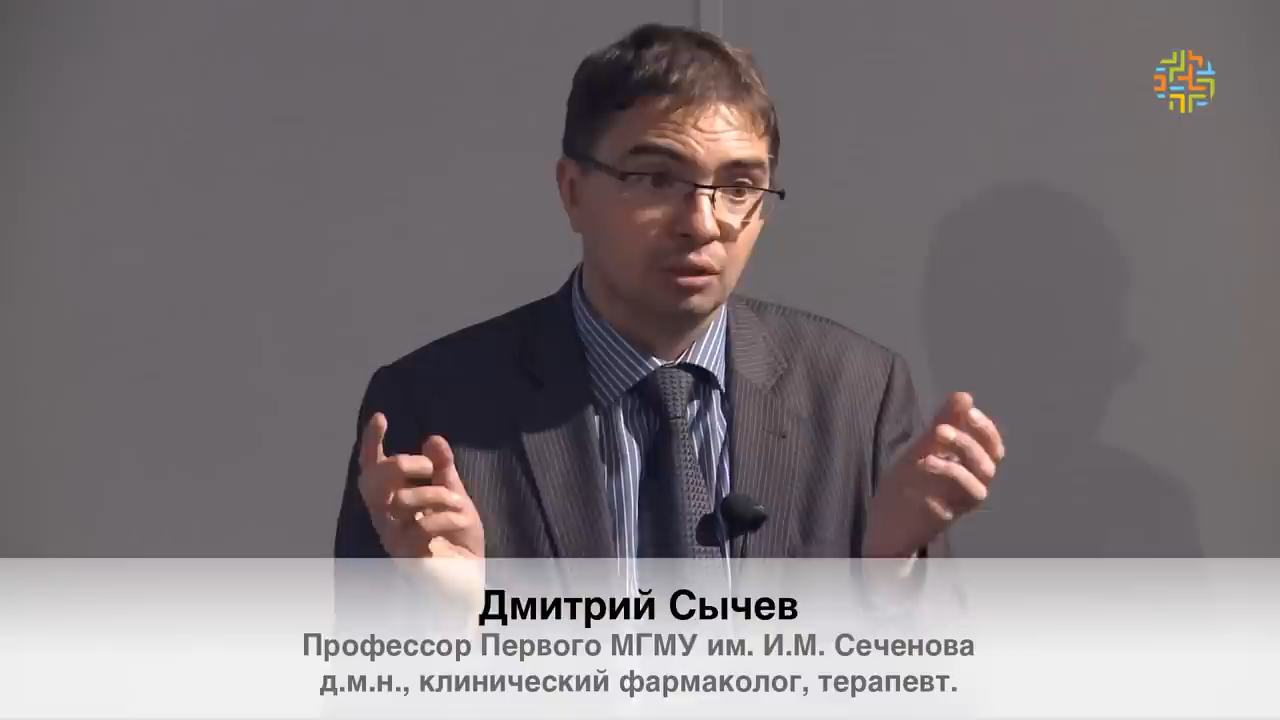 Дмитрий Сычев
Профессор Первого МГМУ им. И.М. Сеченова
д.м.н., клинический фармаколог, терапевт.